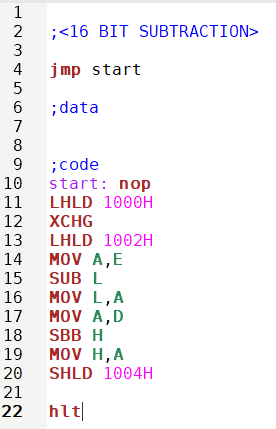 1
2 ;<16 BIT SUBTRACTION>
3
4 jmp start
5
6 ;data
7
8
9 ;code
10 start: nop
11 LHLD 1000H
12 XCHG
13 LHLD 1002H
14 MOV A,E
15 SUB L
16 MOV L,A
17 MOV A,D
18 SBB H
19 MOV H,A
20 SHLD 1004H
21
22 hlt